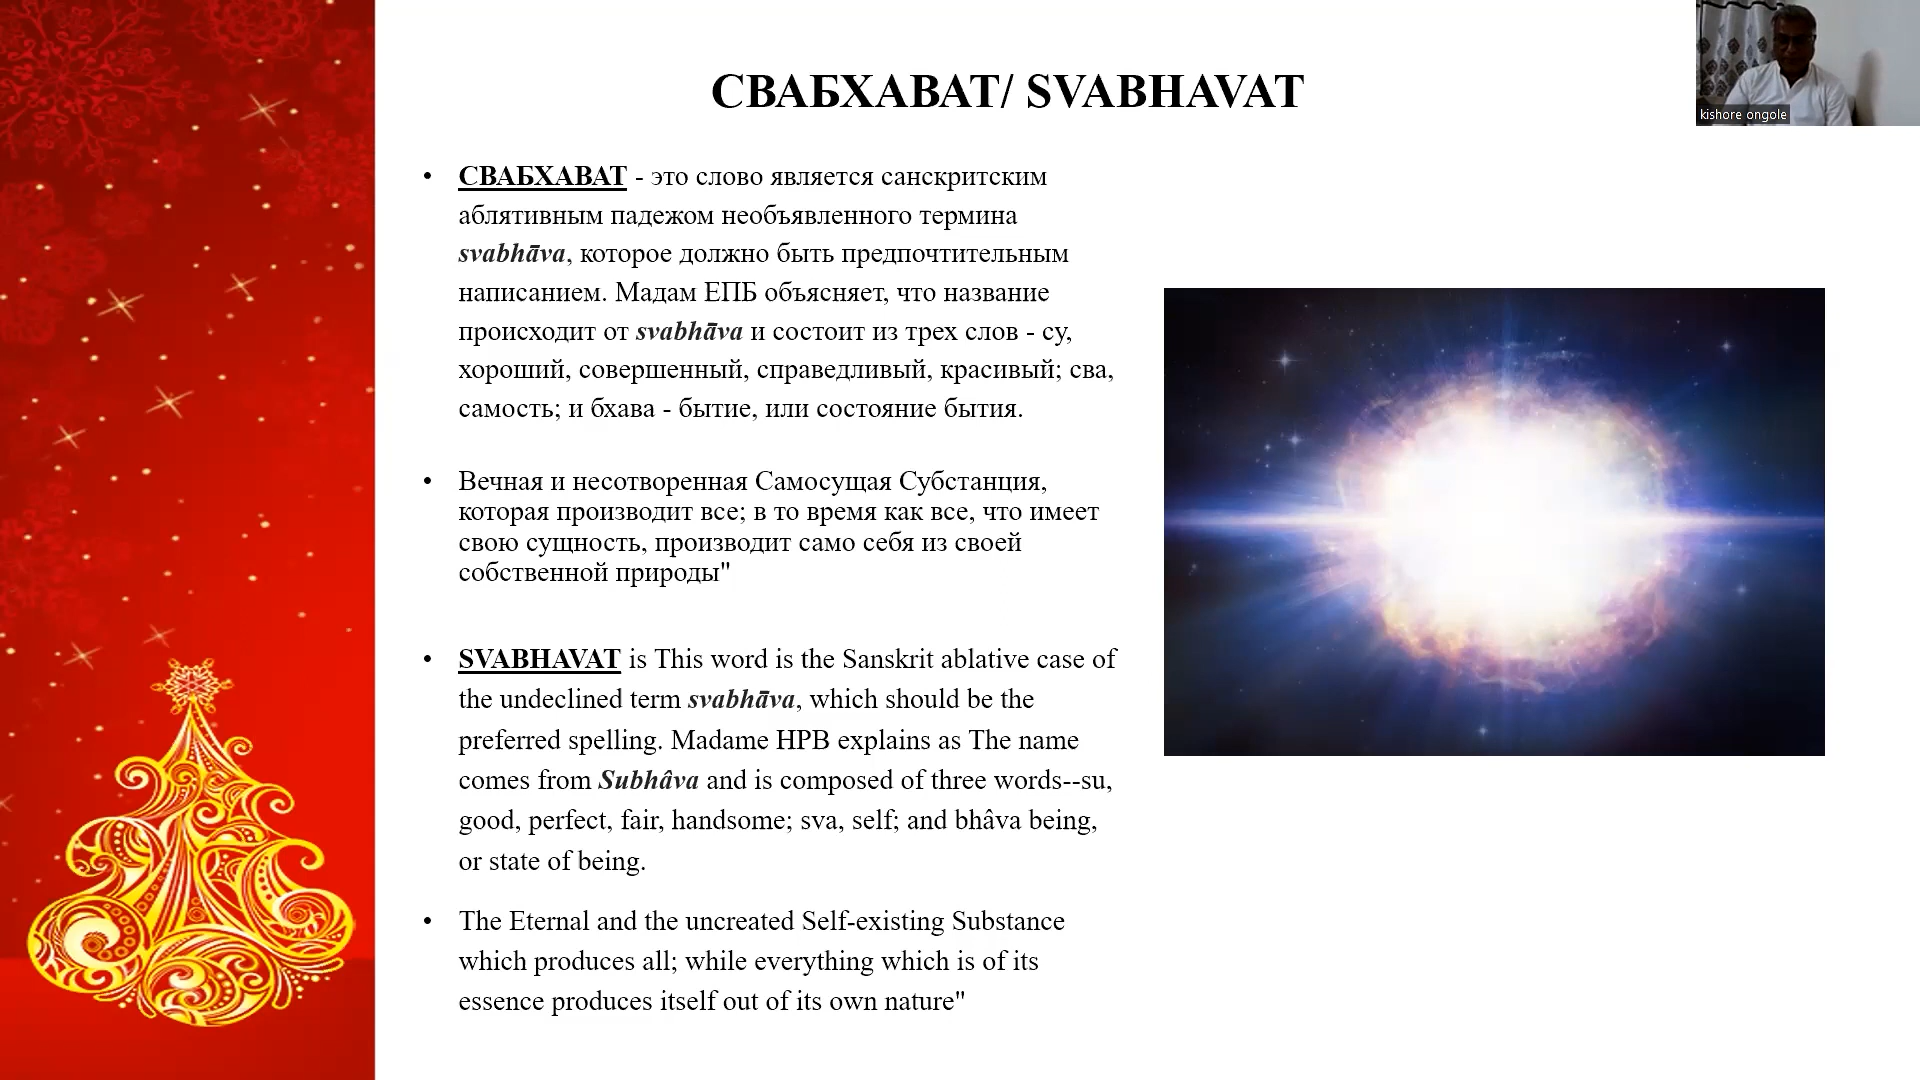 СВАБХАВАТ/ SVABHAVAT
kishore ongole
• СВАБХАВАТ - это слово является санскритским
аблятивным падежом необъявленного термина
svabhāva, которое должно быть предпочтительным
написанием. Мадам ЕПБ объясняет, что название
происходит от svabhāva и состоит из трех слов - су,
хороший, совершенный, справедливый, красивый; сва,
самость; и бхава - бытие, или состояние бытия.
• Вечная и несотворенная Самосущая Субстанция,
которая производит все; в то время как все, что имеет
свою сущность, производит само себя из своей
собственной природы"
• SVABHAVAT is This word is the Sanskrit ablative case of
the undeclined term svabhāva, which should be the
preferred spelling. Madame HPB explains as The name
comes from Subhâva and is composed of three words--su,
good, perfect, fair, handsome; sva, self; and bhâva being,
or state of being.
• The Eternal and the uncreated Self-existing Substance
which produces all; while everything which is of its
essence produces itself out of its own nature"